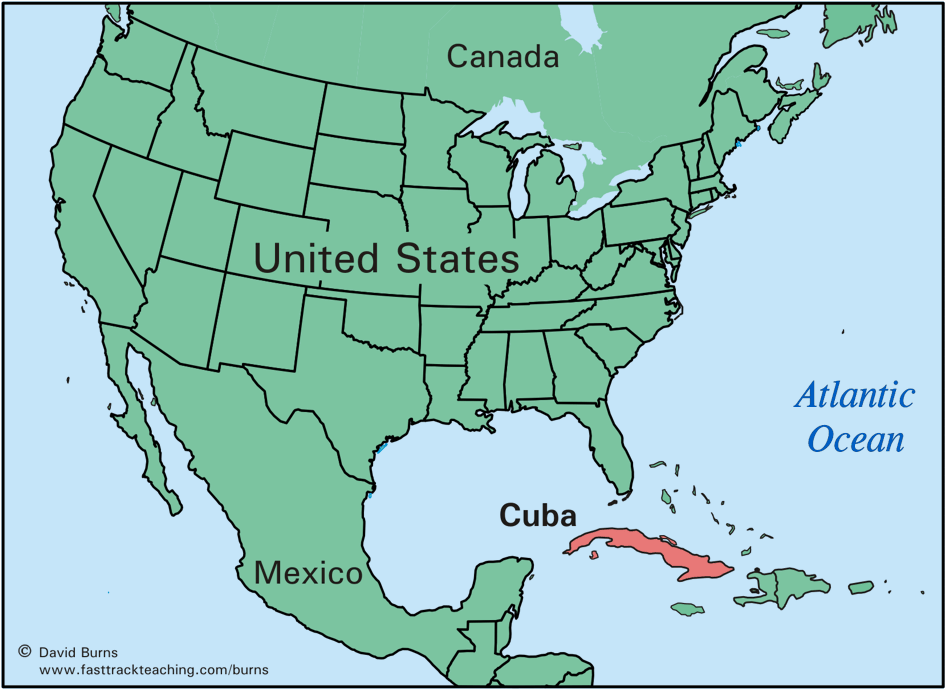 Canada
United States
Atlantic
Ocean
Cuba
Mexico
© David Burns
www.fasttrackteaching.com/burns